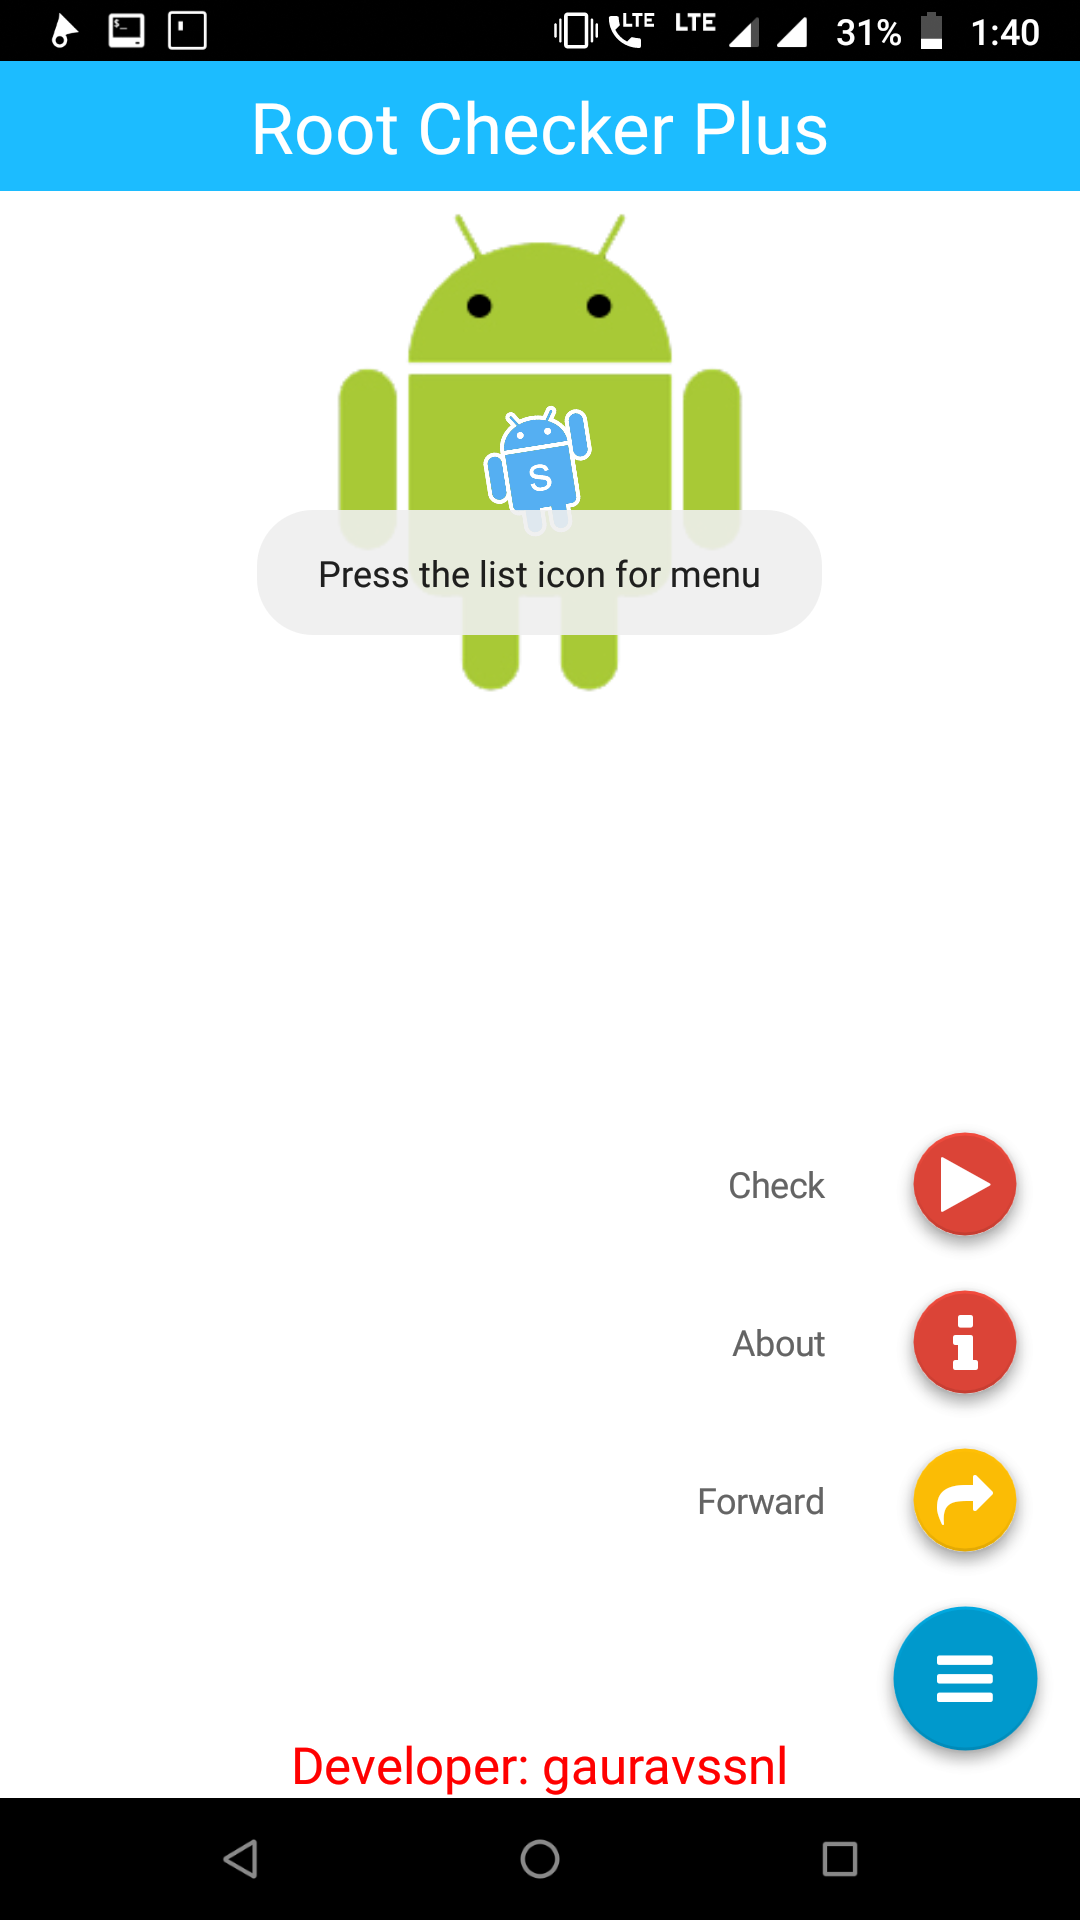 LTE LTE 31% 1:40
Root Checker Plus
S
Press the list icon for menu
Check
About
Forward
Developer: gauravssnl